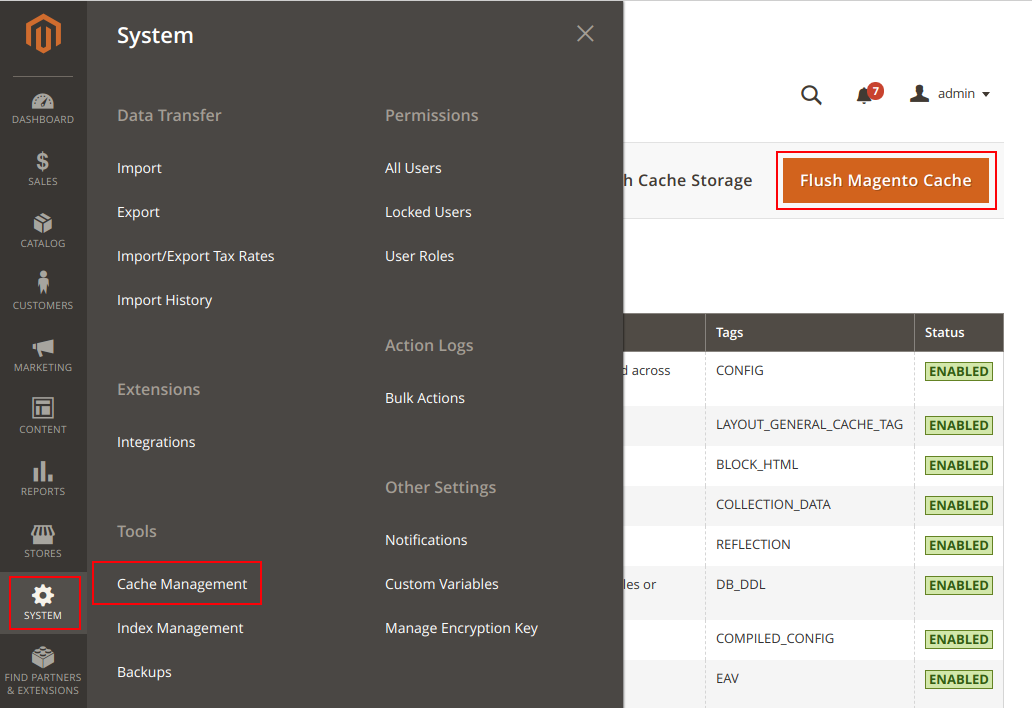 DASHBOARD
SALES
CATALOG
CUSTOMERS
MARKETING
CONTENT
REPORTS
STORES
SYSTEM
FIND PARTNERS
& EXTENSIONS
System
Data Transfer
Import
Export
Import/Export Tax Rates
Import History
Extensions
Integrations
Tools
Cache Management
Index Management
Backups
Permissions
All Users
Locked Users
User Roles
Action Logs
Bulk Actions
Other Settings
Notifications
Custom Variables
Manage Encryption Key
7
admin
h Cache Storage
Flush Magento Cache
Tags Status
d across CONFIG ENABLED
LAYOUT_GENERAL_CACHE_TAG ENABLED
BLOCK_HTML ENABLED
COLLECTION_DATA ENABLED
REFLECTION ENABLED
les or DB_DDL ENABLED
COMPILED_CONFIG ENABLED
EAV ENABLED